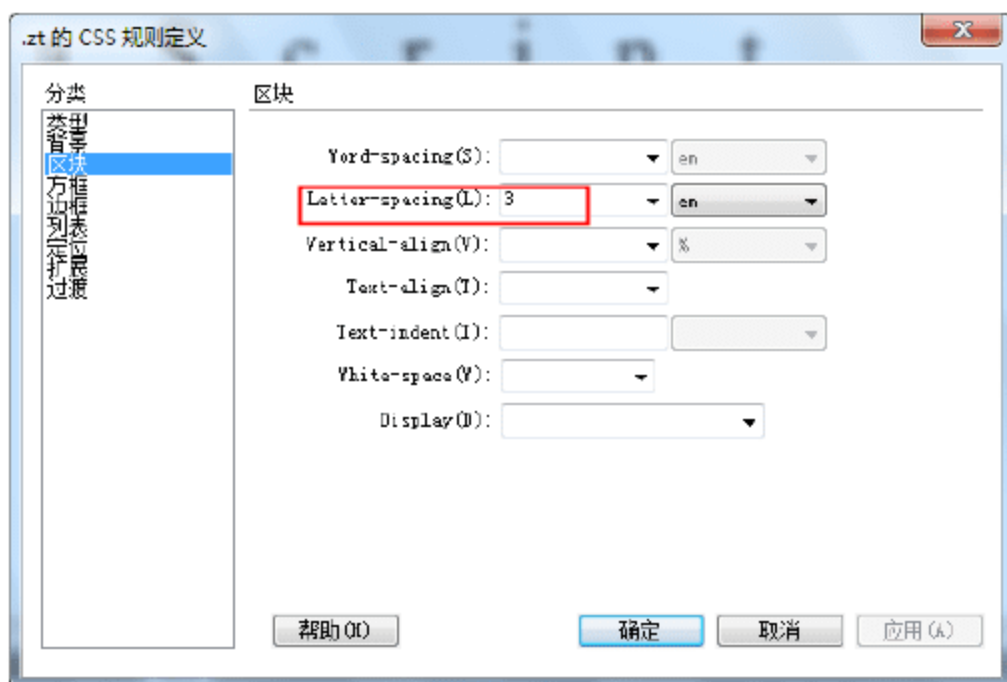 .zt 的 CSS 规则定义
S c r i p t
分类
类型
背景
区块
方框
边框
列表
定位
扩展
过渡
区块
Word-spacing(S): em
Letter-spacing(L): 3 em
Vertical-align(V): %
Text-align(T):
Text-indent(I):
White-space(W):
Display(D):
帮助(H) 确定 取消 应用(A)